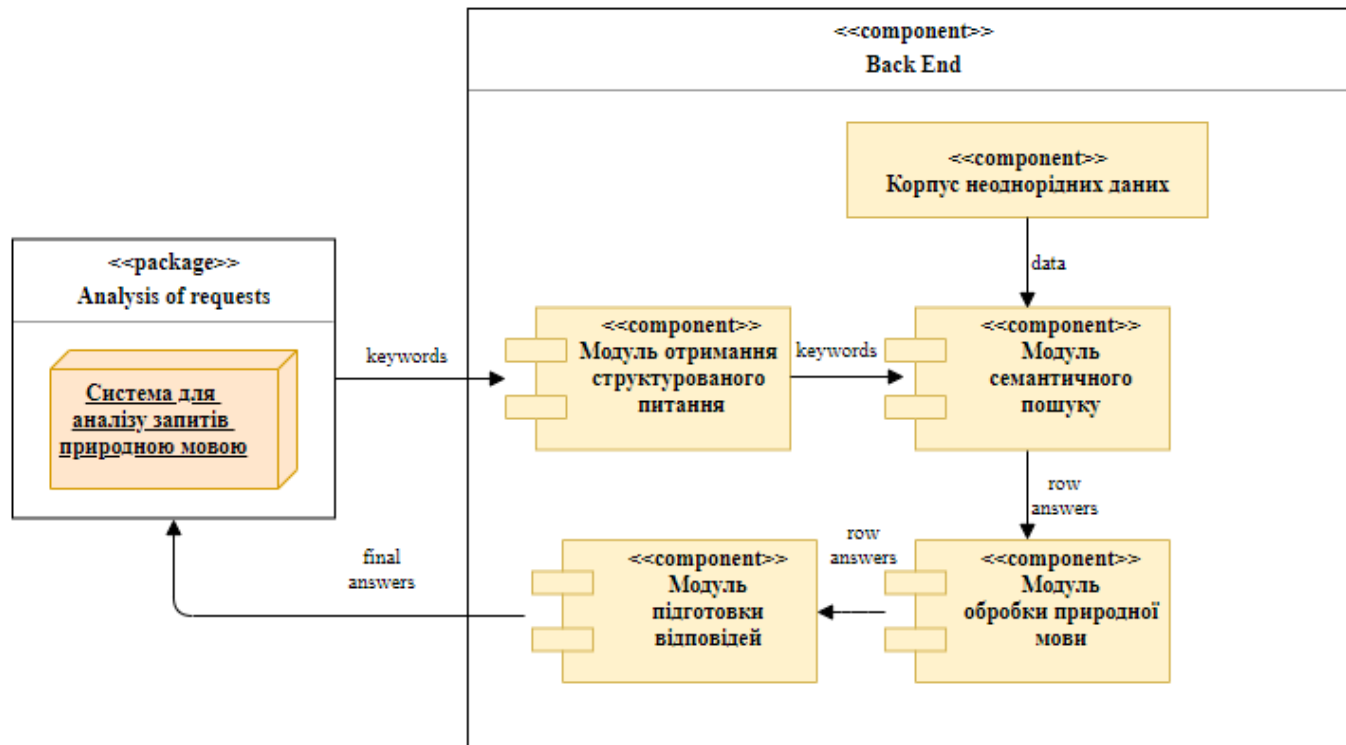 <<component>>
Back End
<<component>>
Корпус неоднорідних даних
data
<<package>>
Analysis of requests
Система для
аналізу запитів
природною мовою
keywords
<<component>>
Модуль отримання
структурованого
питання
keywords
<<component>>
Модуль
семантичного
пошуку
row
answers
final
answers
<<component>>
Модуль
підготовки
відповідей
row
answers
<<component>>
Модуль
обробки природної
мови